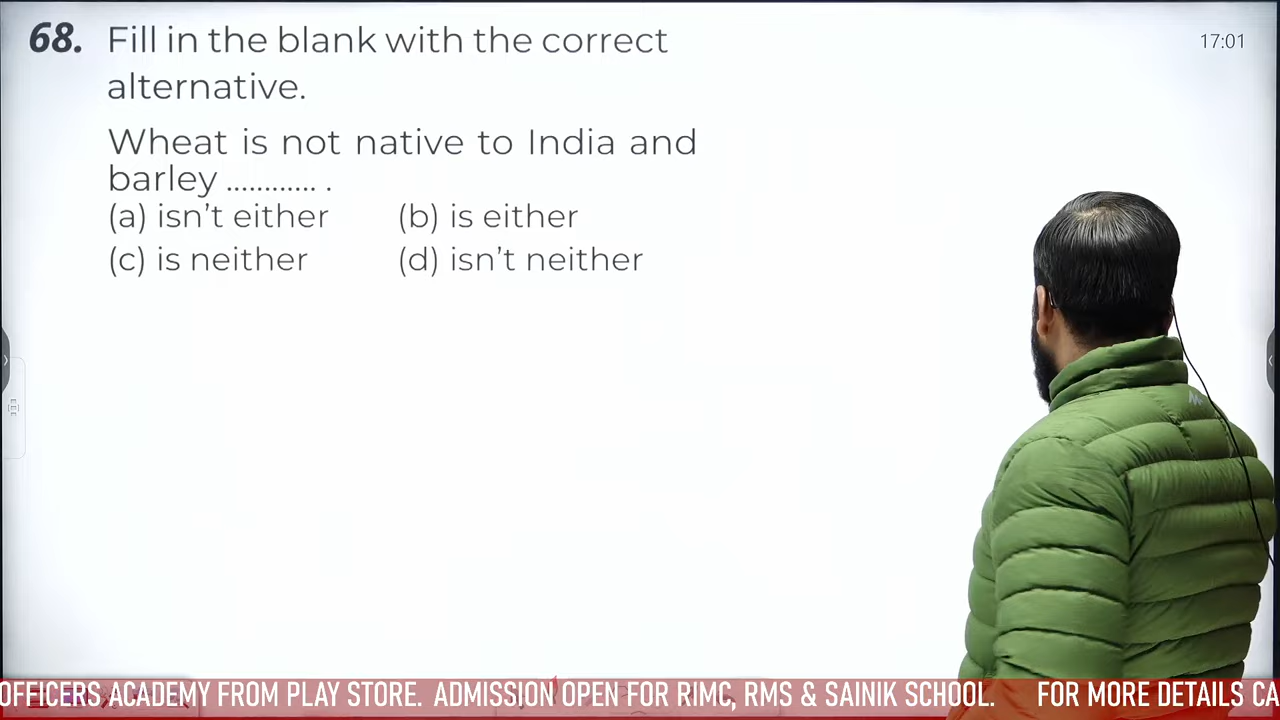 68. Fill in the blank with the correct
17:01
alternative.
Wheat is not native to India and
barley ............ .
(a) isn’t either (b) is either
(c) is neither (d) isn’t neither
OFFICERS ACADEMY FROM PLAY STORE. ADMISSION OPEN FOR RIMC, RMS & SAINIK SCHOOL. FOR MORE DETAILS CA